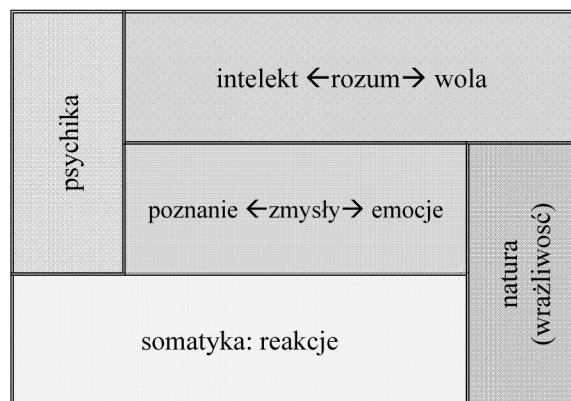 psychika
intelekt ←rozum→ wola
poznanie ←zmysły→ emocje
natura
(wrażliwość)
somatyka: reakcje